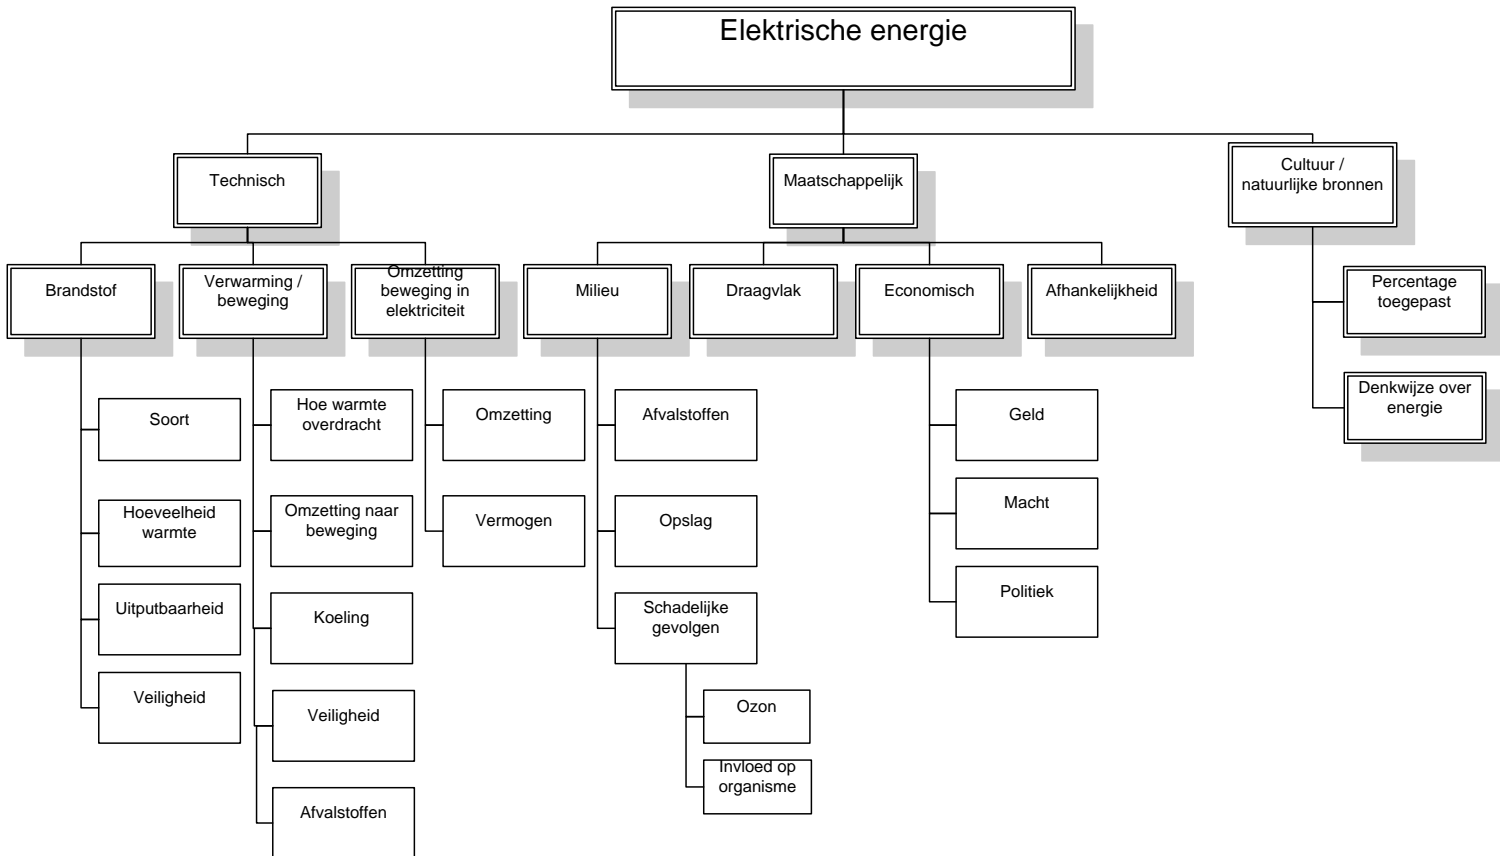 Elektrische energie
Technisch
Maatschappelijk
Cultuur /
natuurlijke bronnen
Brandstof
Verwarming /
beweging
Omzetting
beweging in
elektriciteit
Milieu
Draagvlak
Economisch
Afhankelijkheid
Percentage
toegepast
Denkwijze over
energie
Soort
Hoeveelheid
warmte
Uitputbaarheid
Veiligheid
Hoe warmte
overdracht
Omzetting naar
beweging
Koeling
Veiligheid
Afvalstoffen
Omzetting
Vermogen
Afvalstoffen
Opslag
Schadelijke
gevolgen
Ozon
Invloed op
organisme
Geld
Macht
Politiek